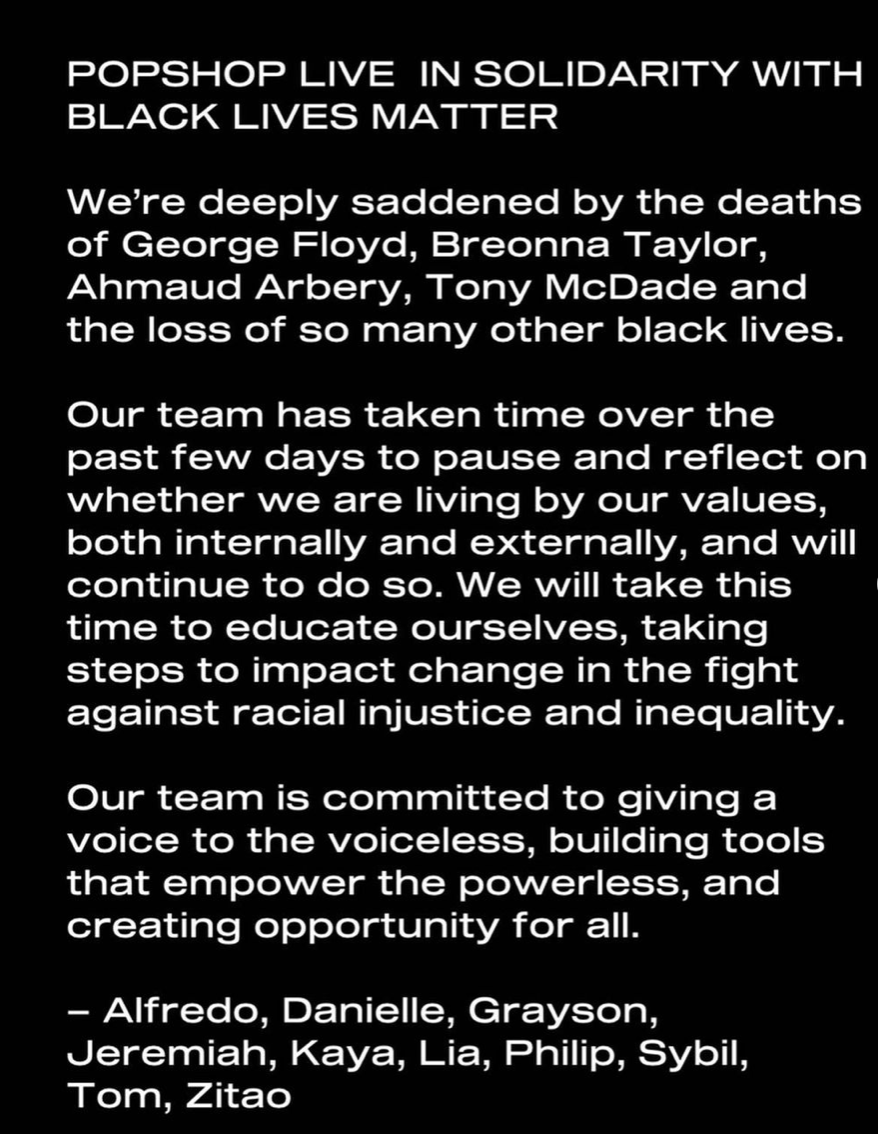 POPSHOP LIVE  IN SOLIDARITY WITH
BLACK LIVES MATTER
We’re deeply saddened by the deaths
of George Floyd, Breonna Taylor,
Ahmaud Arbery, Tony McDade and
the loss of so many other black lives.
Our team has taken time over the
past few days to pause and reflect on
whether we are living by our values,
both internally and externally, and will
continue to do so. We will take this
time to educate ourselves, taking
steps to impact change in the fight
against racial injustice and inequality.
Our team is committed to giving a
voice to the voiceless, building tools
that empower the powerless, and
creating opportunity for all.
– Alfredo, Danielle, Grayson,
Jeremiah, Kaya, Lia, Philip, Sybil,
Tom, Zitao